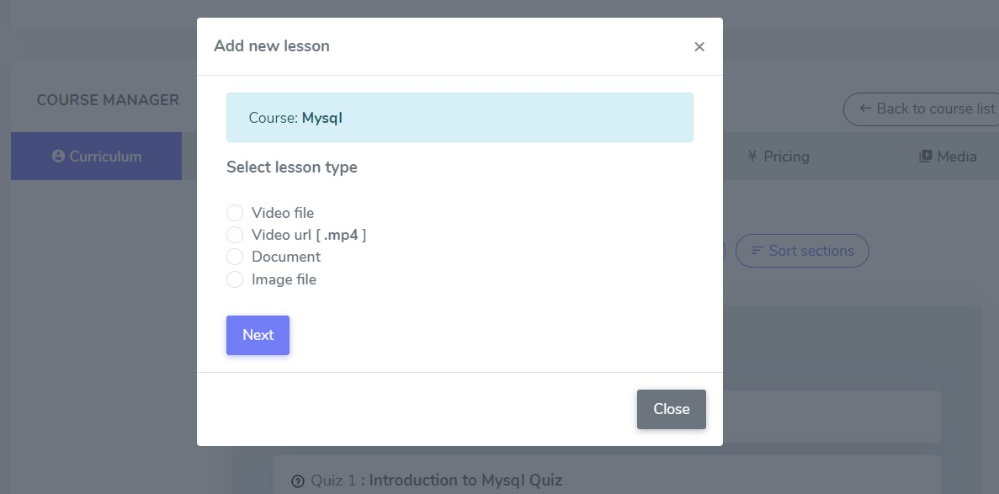 Add new lesson
×
COURSE MANAGER
← Back to course list
Course: Mysql
Curriculum
¥ Pricing
Media
Select lesson type
Video file
Video url [ .mp4 ]
Document
Image file
Sort sections
Next
Close
Quiz 1 : Introduction to Mysql Quiz